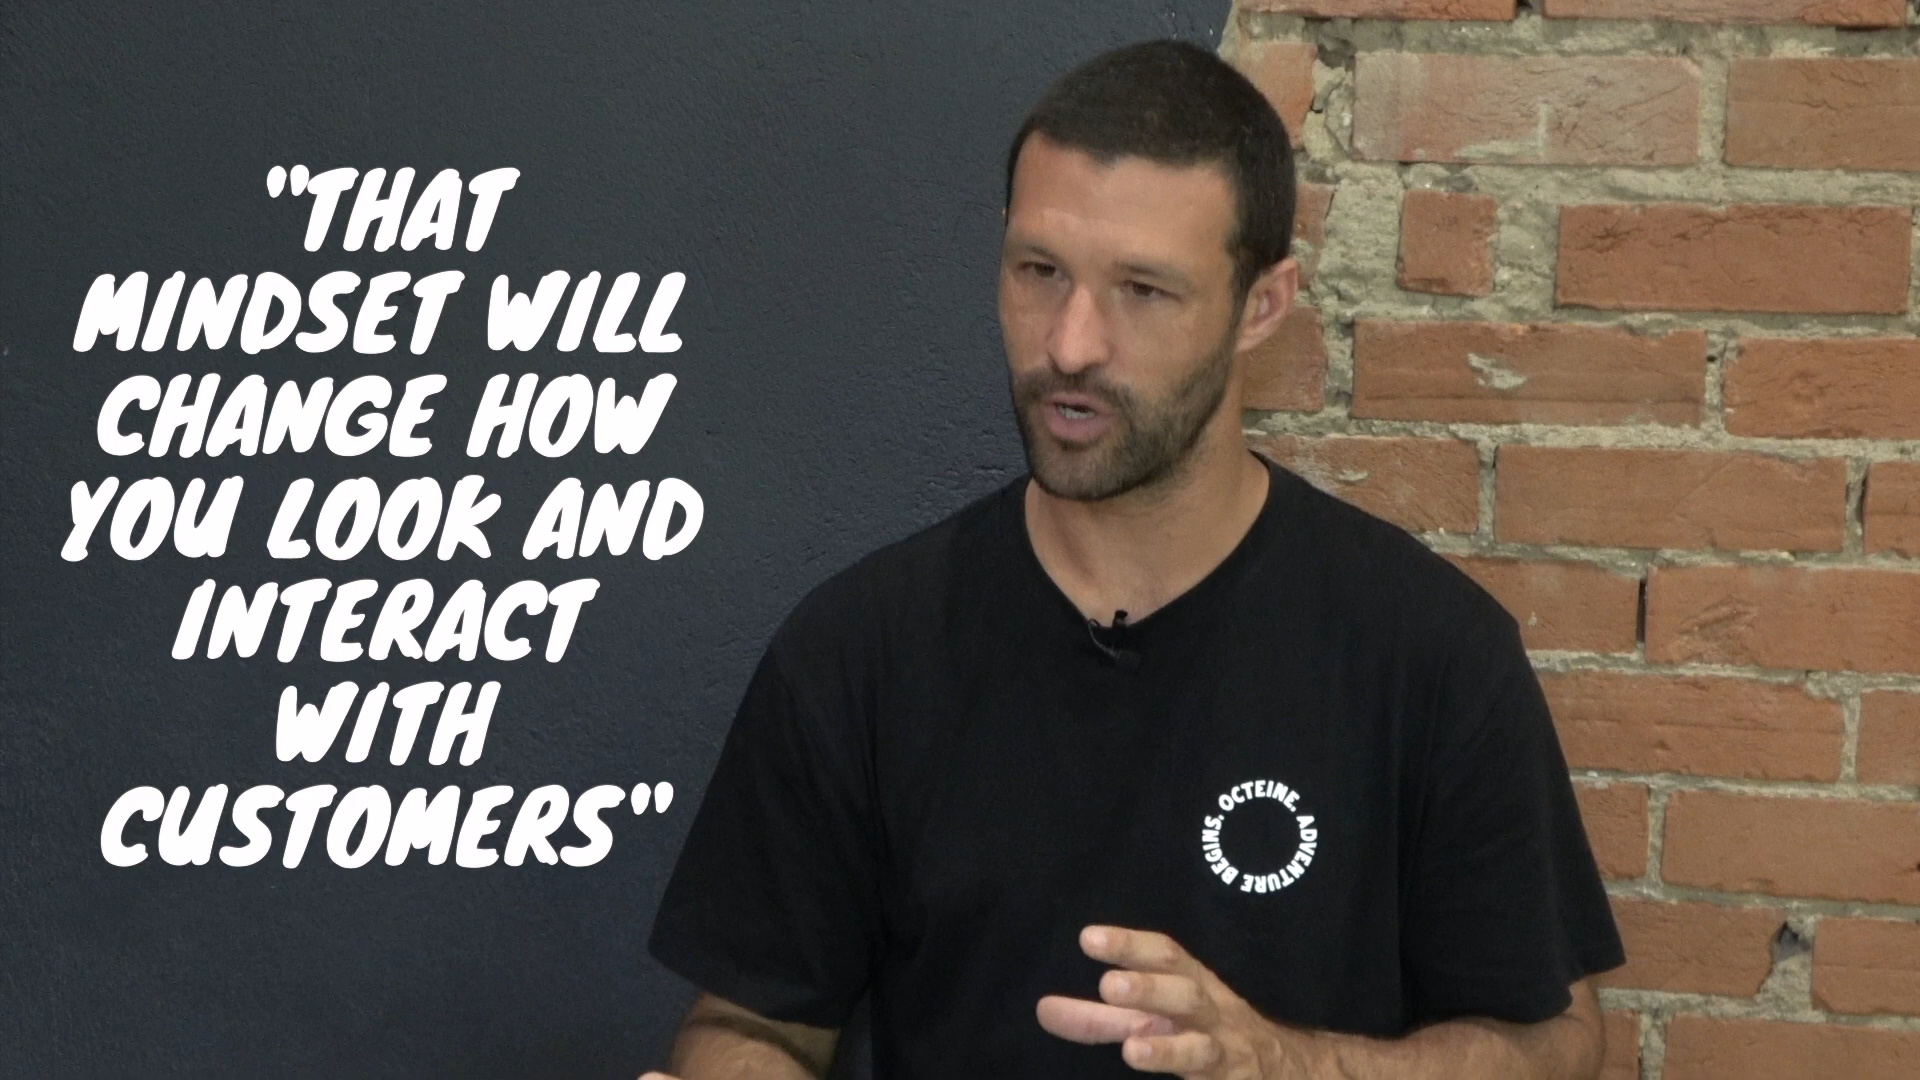 "THAT
MINDSET WILL
CHANGE HOW
YOU LOOK AND
INTERACT
WITH
CUSTOMERS"
OCTEINE, ADVENTURE BEGINS,